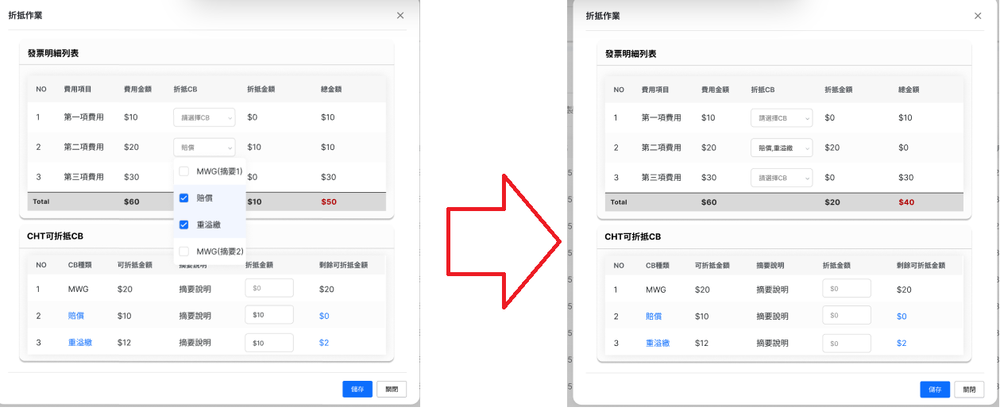 折抵作業
發票明細列表
NO 費用項目 費用金額 折抵CB 折抵金額 總金額
1 第一項費用 $10 請選擇CB $0 $10
2 第二項費用 $20 賠償 $10 $10
3 第三項費用 $30 $0 $30
Total $60 $10 $50
MWG(摘要1)
賠償
重溢繳
MWG(摘要2)
CHT可折抵CB
NO CB種類 可折抵金額 摘要說明 折抵金額 剩餘可折抵金額
1 MWG $20 摘要說明 $0 $20
2 賠償 $10 摘要說明 $10 $0
3 重溢繳 $12 摘要說明 $10 $2
儲存 關閉
折抵作業
發票明細列表
NO 費用項目 費用金額 折抵CB 折抵金額 總金額
1 第一項費用 $10 請選擇CB $0 $10
2 第二項費用 $20 賠償,重溢繳 $20 $0
3 第三項費用 $30 請選擇CB $0 $30
Total $60 $20 $40
CHT可折抵CB
NO CB種類 可折抵金額 摘要說明 折抵金額 剩餘可折抵金額
1 MWG $20 摘要說明 $0 $20
2 賠償 $10 摘要說明 $0 $0
3 重溢繳 $12 摘要說明 $0 $2
儲存 關閉